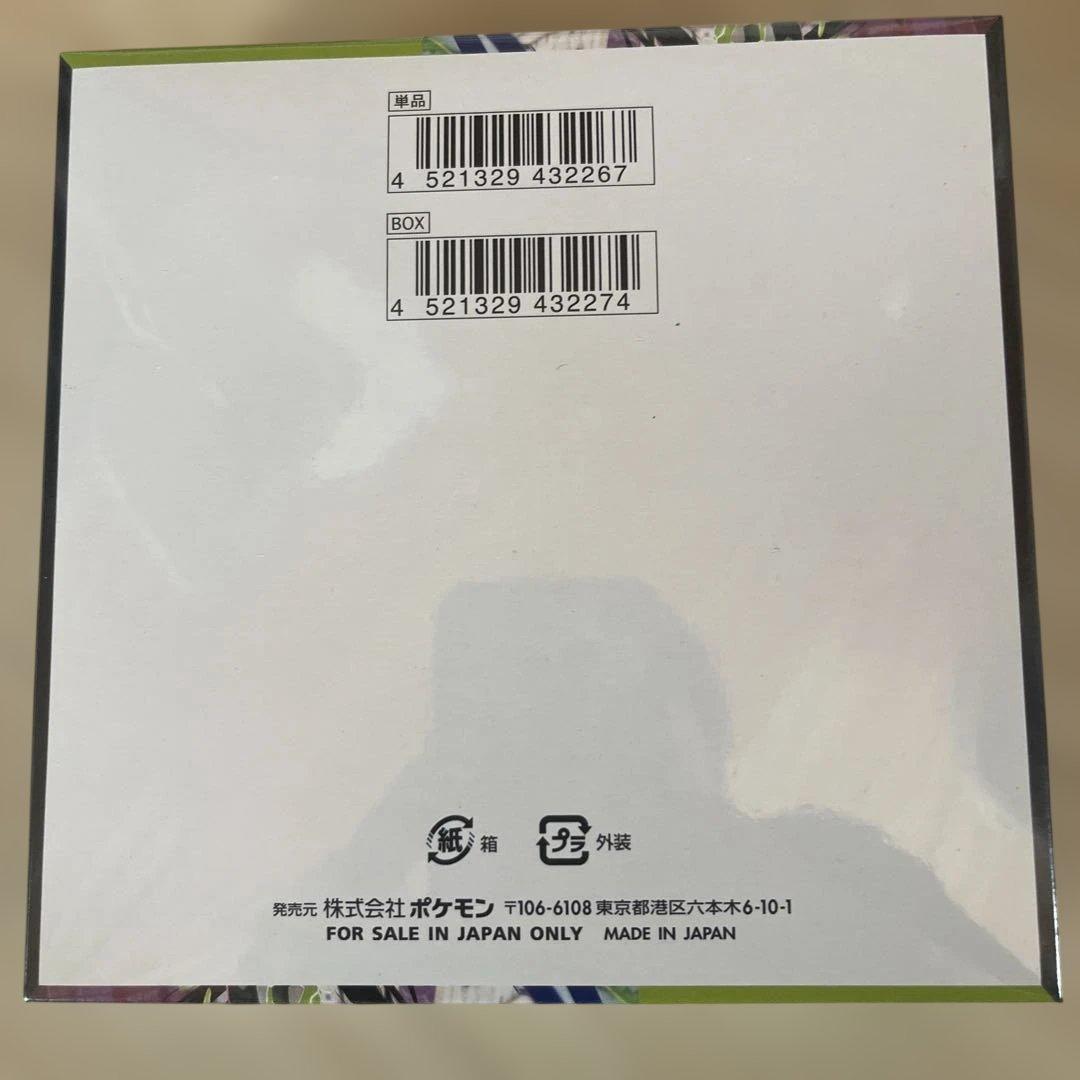 単品
4 521329 432267
BOX
4 521329 432274
紙 箱 プラ 外装
発売元 株式会社ポケモン 〒106-6108 東京都港区六本木6-10-1
FOR SALE IN JAPAN ONLY MADE IN JAPAN